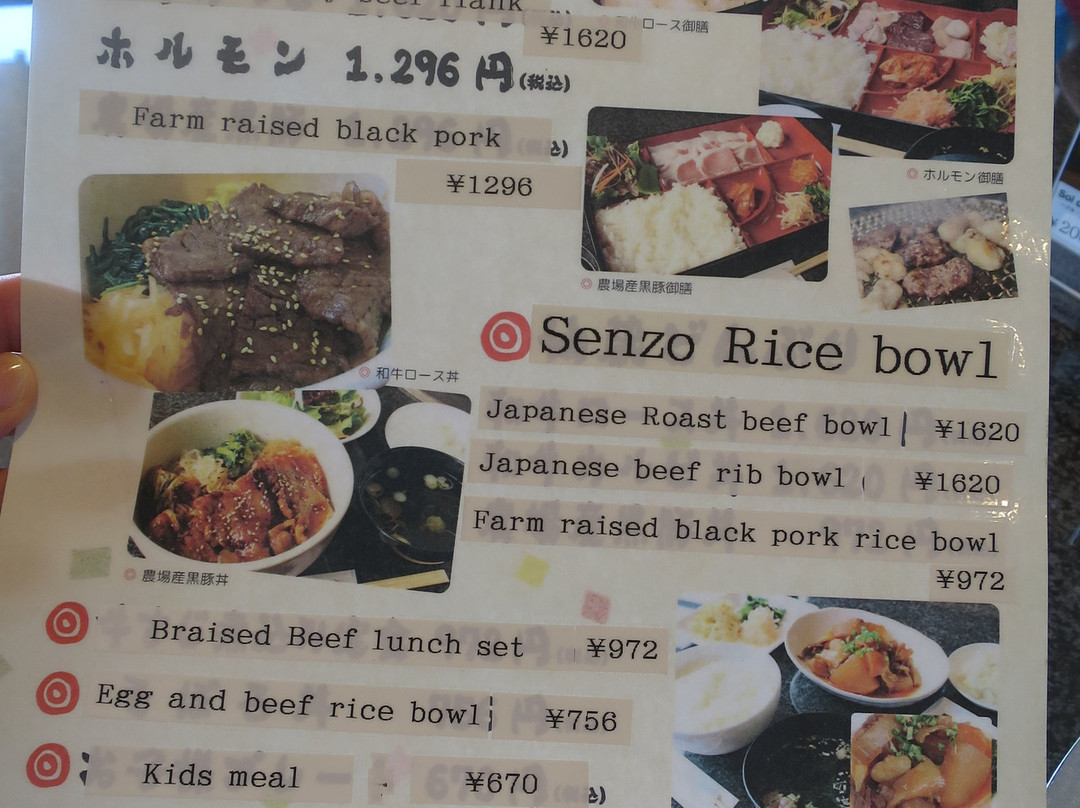 beef flank
¥1620
ロース御膳
ホルモン 1.296円(税込)
Farm raised black pork
込)
¥1296
ホルモン御膳
農場産黒豚御膳
和牛ロース丼
Senzo Rice bowl
Japanese Roast beef bowl ¥1620
Japanese beef rib bowl ¥1620
Farm raised black pork rice bowl
¥972
農場産黒豚丼
Braised Beef lunch set ¥972
Egg and beef rice bowl ¥756
Kids meal ¥670
込)